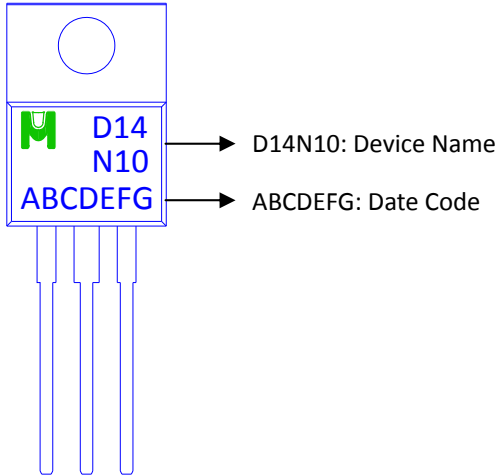 D14
N10
ABCDEFG
D14N10: Device Name
ABCDEFG: Date Code